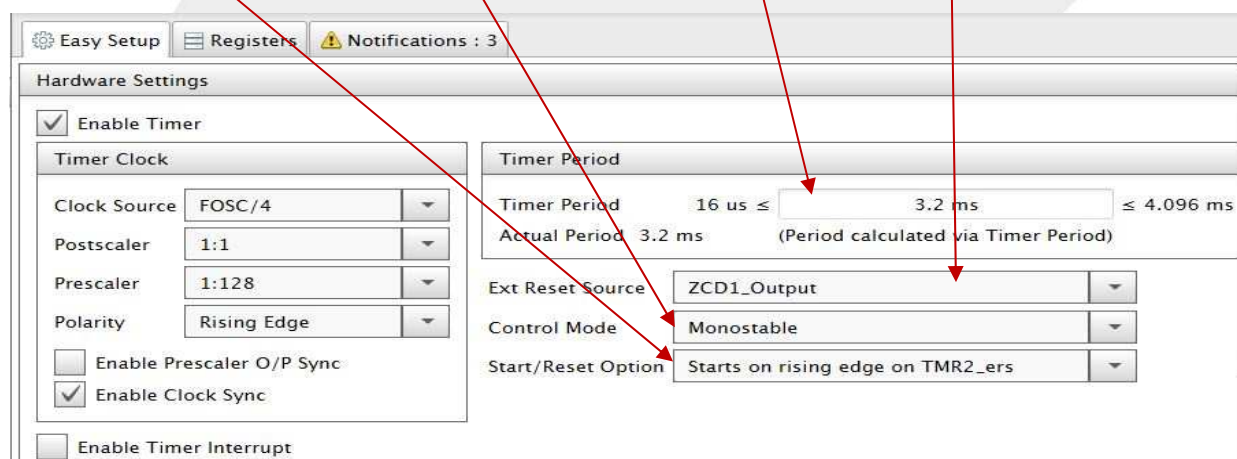 Easy Setup Registers Notifications : 3
Hardware Settings
Enable Timer
Timer Clock
Clock Source FOSC/4
Postscaler 1:1
Prescaler 1:128
Polarity Rising Edge
Enable Prescaler O/P Sync
Enable Clock Sync
Timer Period
Timer Period 16 us ≤ 3.2 ms ≤ 4.096 ms
Actual Period 3.2 ms (Period calculated via Timer Period)
Ext Reset Source ZCD1_Output
Control Mode Monostable
Start/Reset Option Starts on rising edge on TMR2_ers
Enable Timer Interrupt